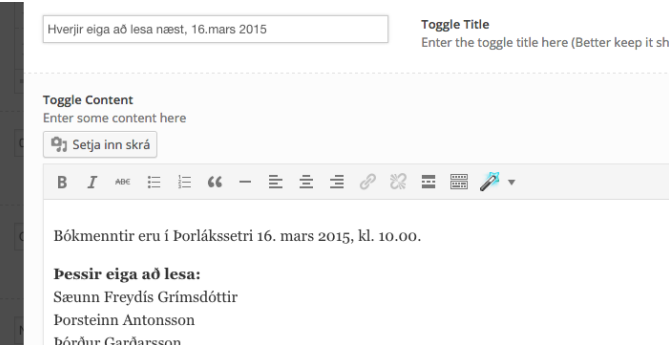 Hverjir eiga að lesa næst, 16.mars 2015
Toggle Title
Enter the toggle title here (Better keep it sh
Toggle Content
Enter some content here
Setja inn skrá
B I ABC
Bókmenntir eru í Þorlákssetri 16. mars 2015, kl. 10.00.
Þessir eiga að lesa:
Sæunn Freydís Grímsdóttir
Þorsteinn Antonsson
Þórður Garðarsson